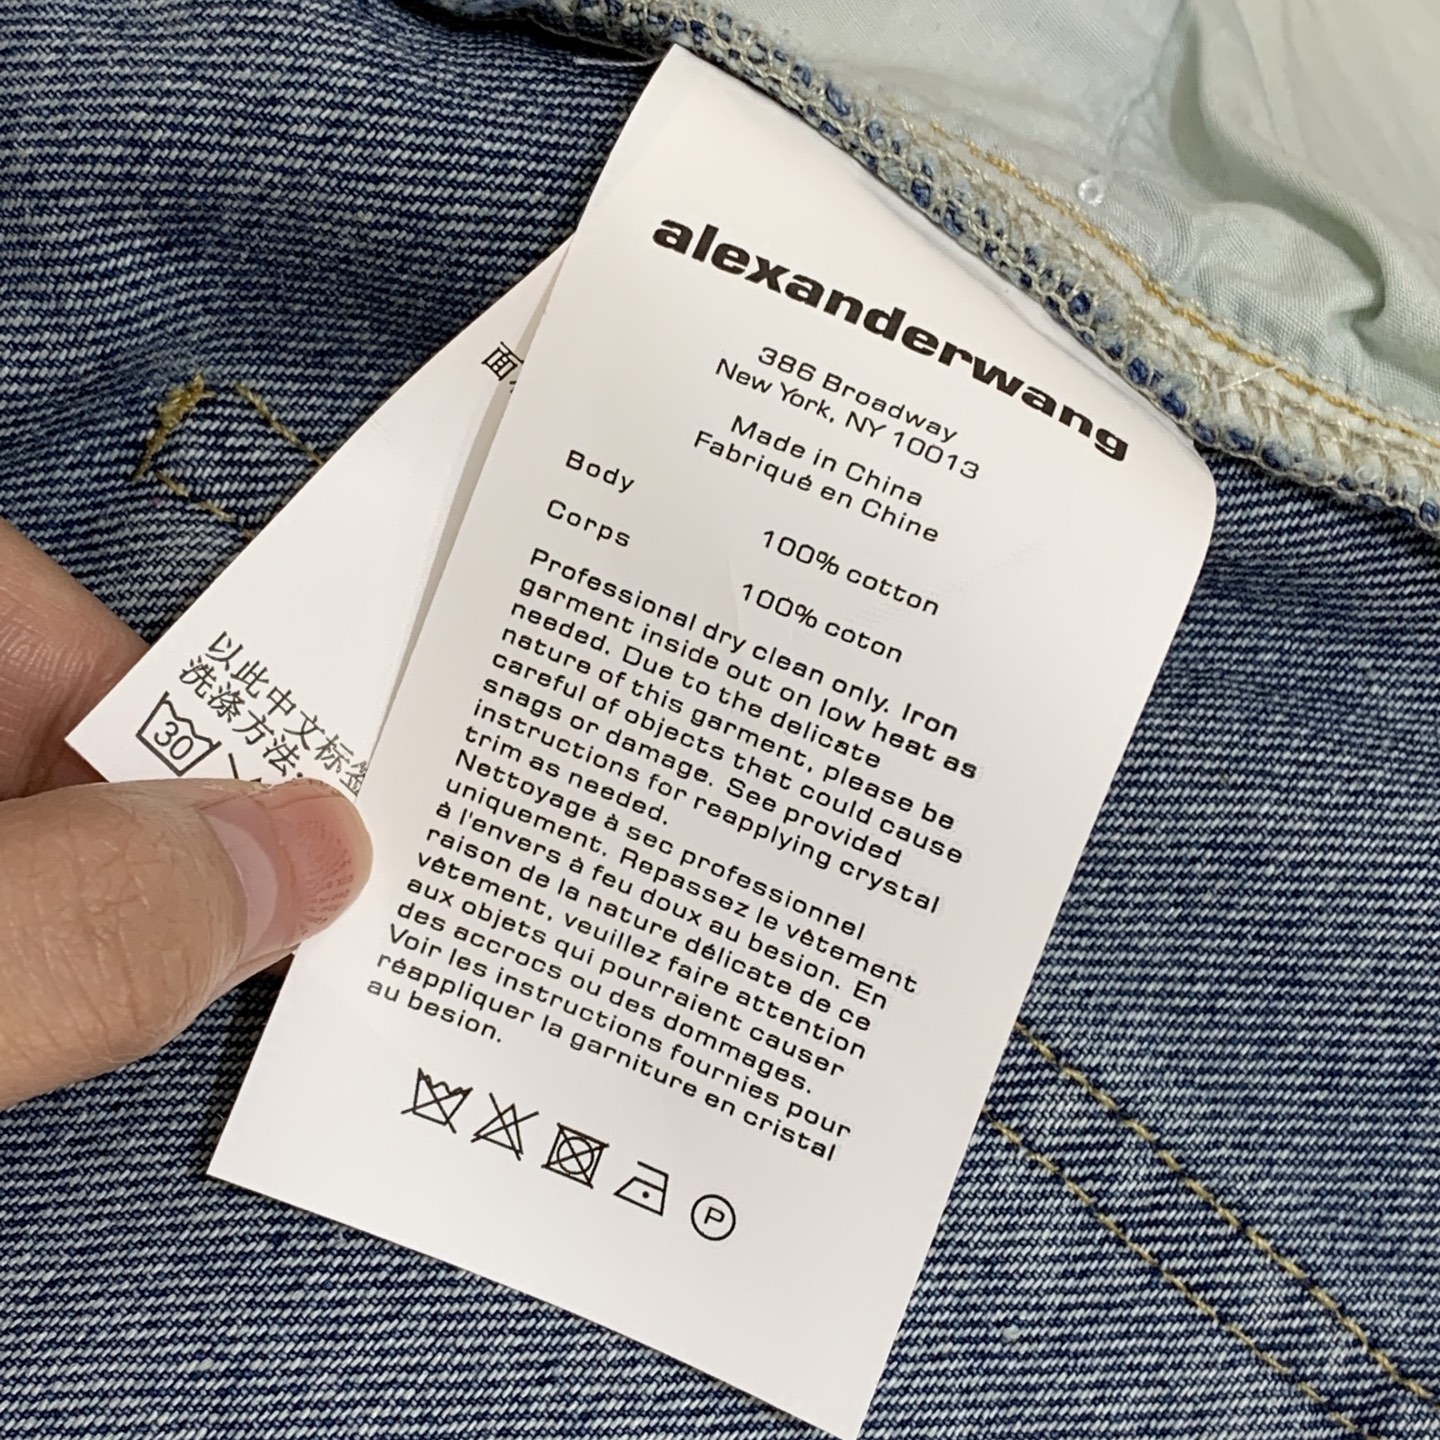 alexanderwang
386 Broadway
New York, NY 10013
Made in China
Fabriqué en Chine
Body 100% cotton
Corps 100% coton
Professional dry clean only. Iron
garment inside out on low heat as
needed. Due to the delicate
nature of this garment, please be
careful of objects that could cause
snags or damage. See provided
instructions for reapplying crystal
trim as needed.
Nettoyage à sec professionnel
uniquement. Repassez le vêtement
à l'envers à feu doux au besion. En
raison de la nature délicate de ce
vêtement, veuillez faire attention
aux objets qui pourraient causer
des accrocs ou des dommages.
Voir les instructions fournies pour
réappliquer la garniture en cristal
au besion.
P
面
以此中文标签
洗涤方法
30